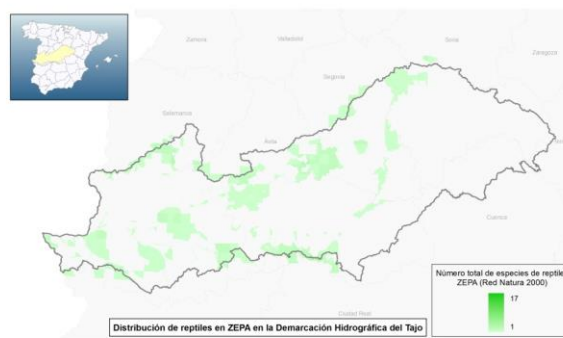 Zamora
Valladolid
Soria
Zaragoza
Segovia
Salamanca
Ávila
Cuenca
Ciudad Real
Número total de especies de reptile
ZEPA (Red Natura 2000)
17
1
Distribución de reptiles en ZEPA en la Demarcación Hidrográfica del Tajo